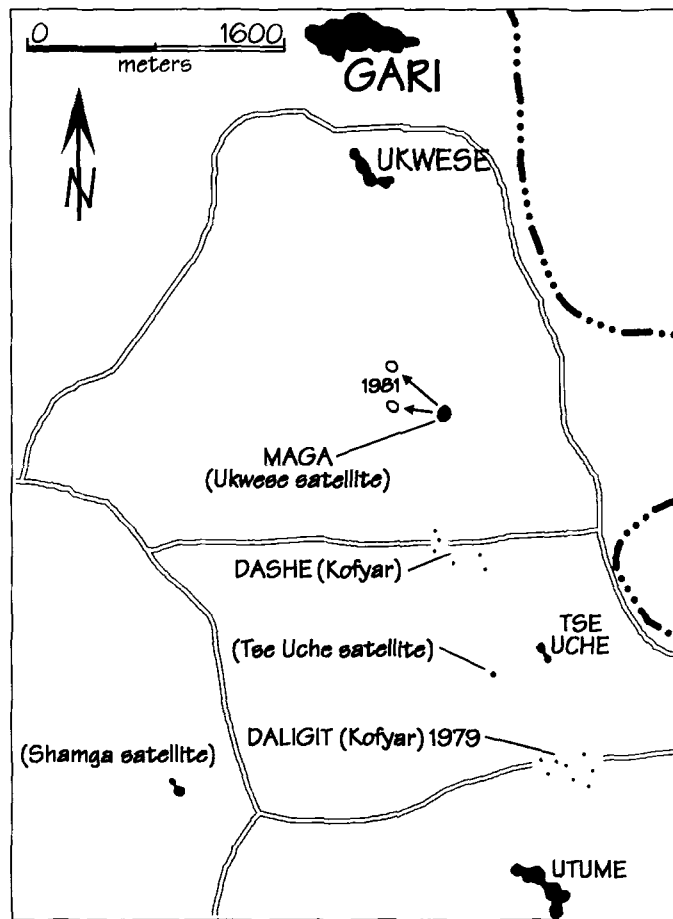 0 1600
meters
GARI
N
UKWESE
1981
MAGA
(Ukwese satellite)
DASHE (Kofyar)
TSE
UCHE
(Tse Uche satellite)
DALIGIT (Kofyar) 1979
(Shamga satellite)
UTUME